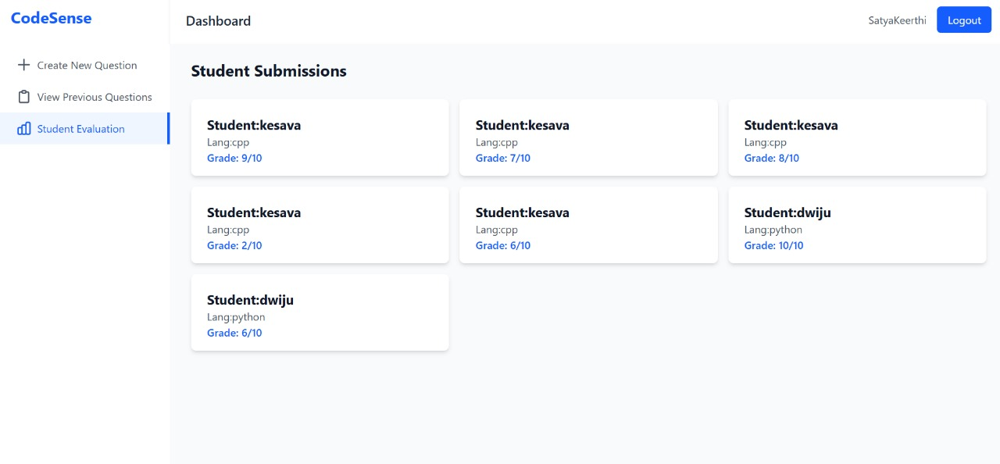 CodeSense
Dashboard
SatyaKeerthi
Logout
Create New Question
View Previous Questions
Student Evaluation
Student Submissions
Student:kesava
Lang:cpp
Grade: 9/10
Student:kesava
Lang:cpp
Grade: 7/10
Student:kesava
Lang:cpp
Grade: 8/10
Student:kesava
Lang:cpp
Grade: 2/10
Student:kesava
Lang:cpp
Grade: 6/10
Student:dwiju
Lang:python
Grade: 10/10
Student:dwiju
Lang:python
Grade: 6/10